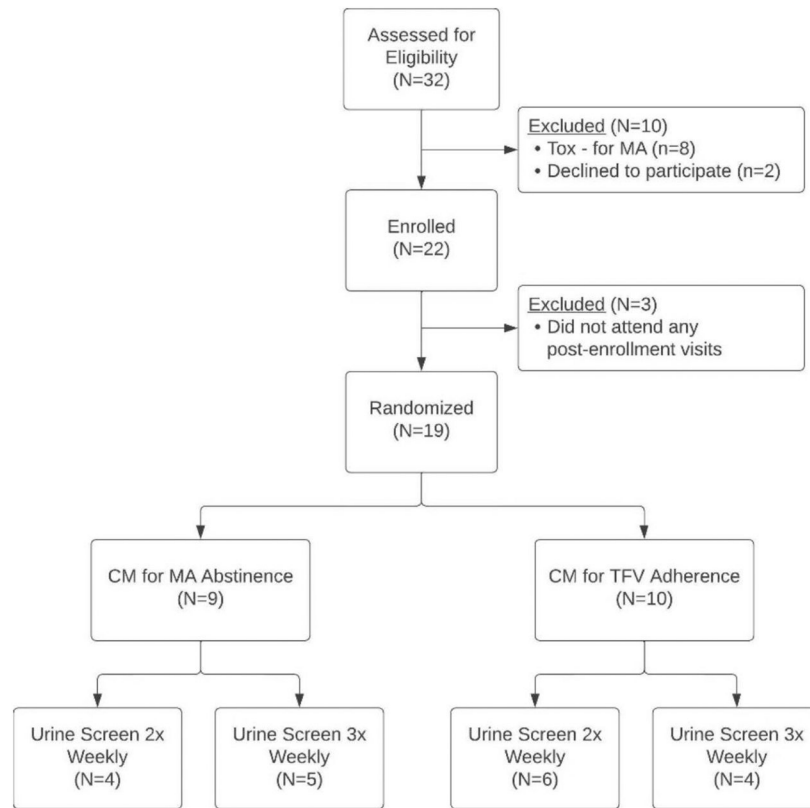 Assessed for
Eligibility
(N=32)
Excluded (N=10)
• Tox - for MA (n=8)
• Declined to participate (n=2)
Enrolled
(N=22)
Excluded (N=3)
• Did not attend any
post-enrollment visits
Randomized
(N=19)
CM for MA Abstinence
(N=9)
CM for TFV Adherence
(N=10)
Urine Screen 2x
Weekly
(N=4)
Urine Screen 3x
Weekly
(N=5)
Urine Screen 2x
Weekly
(N=6)
Urine Screen 3x
Weekly
(N=4)